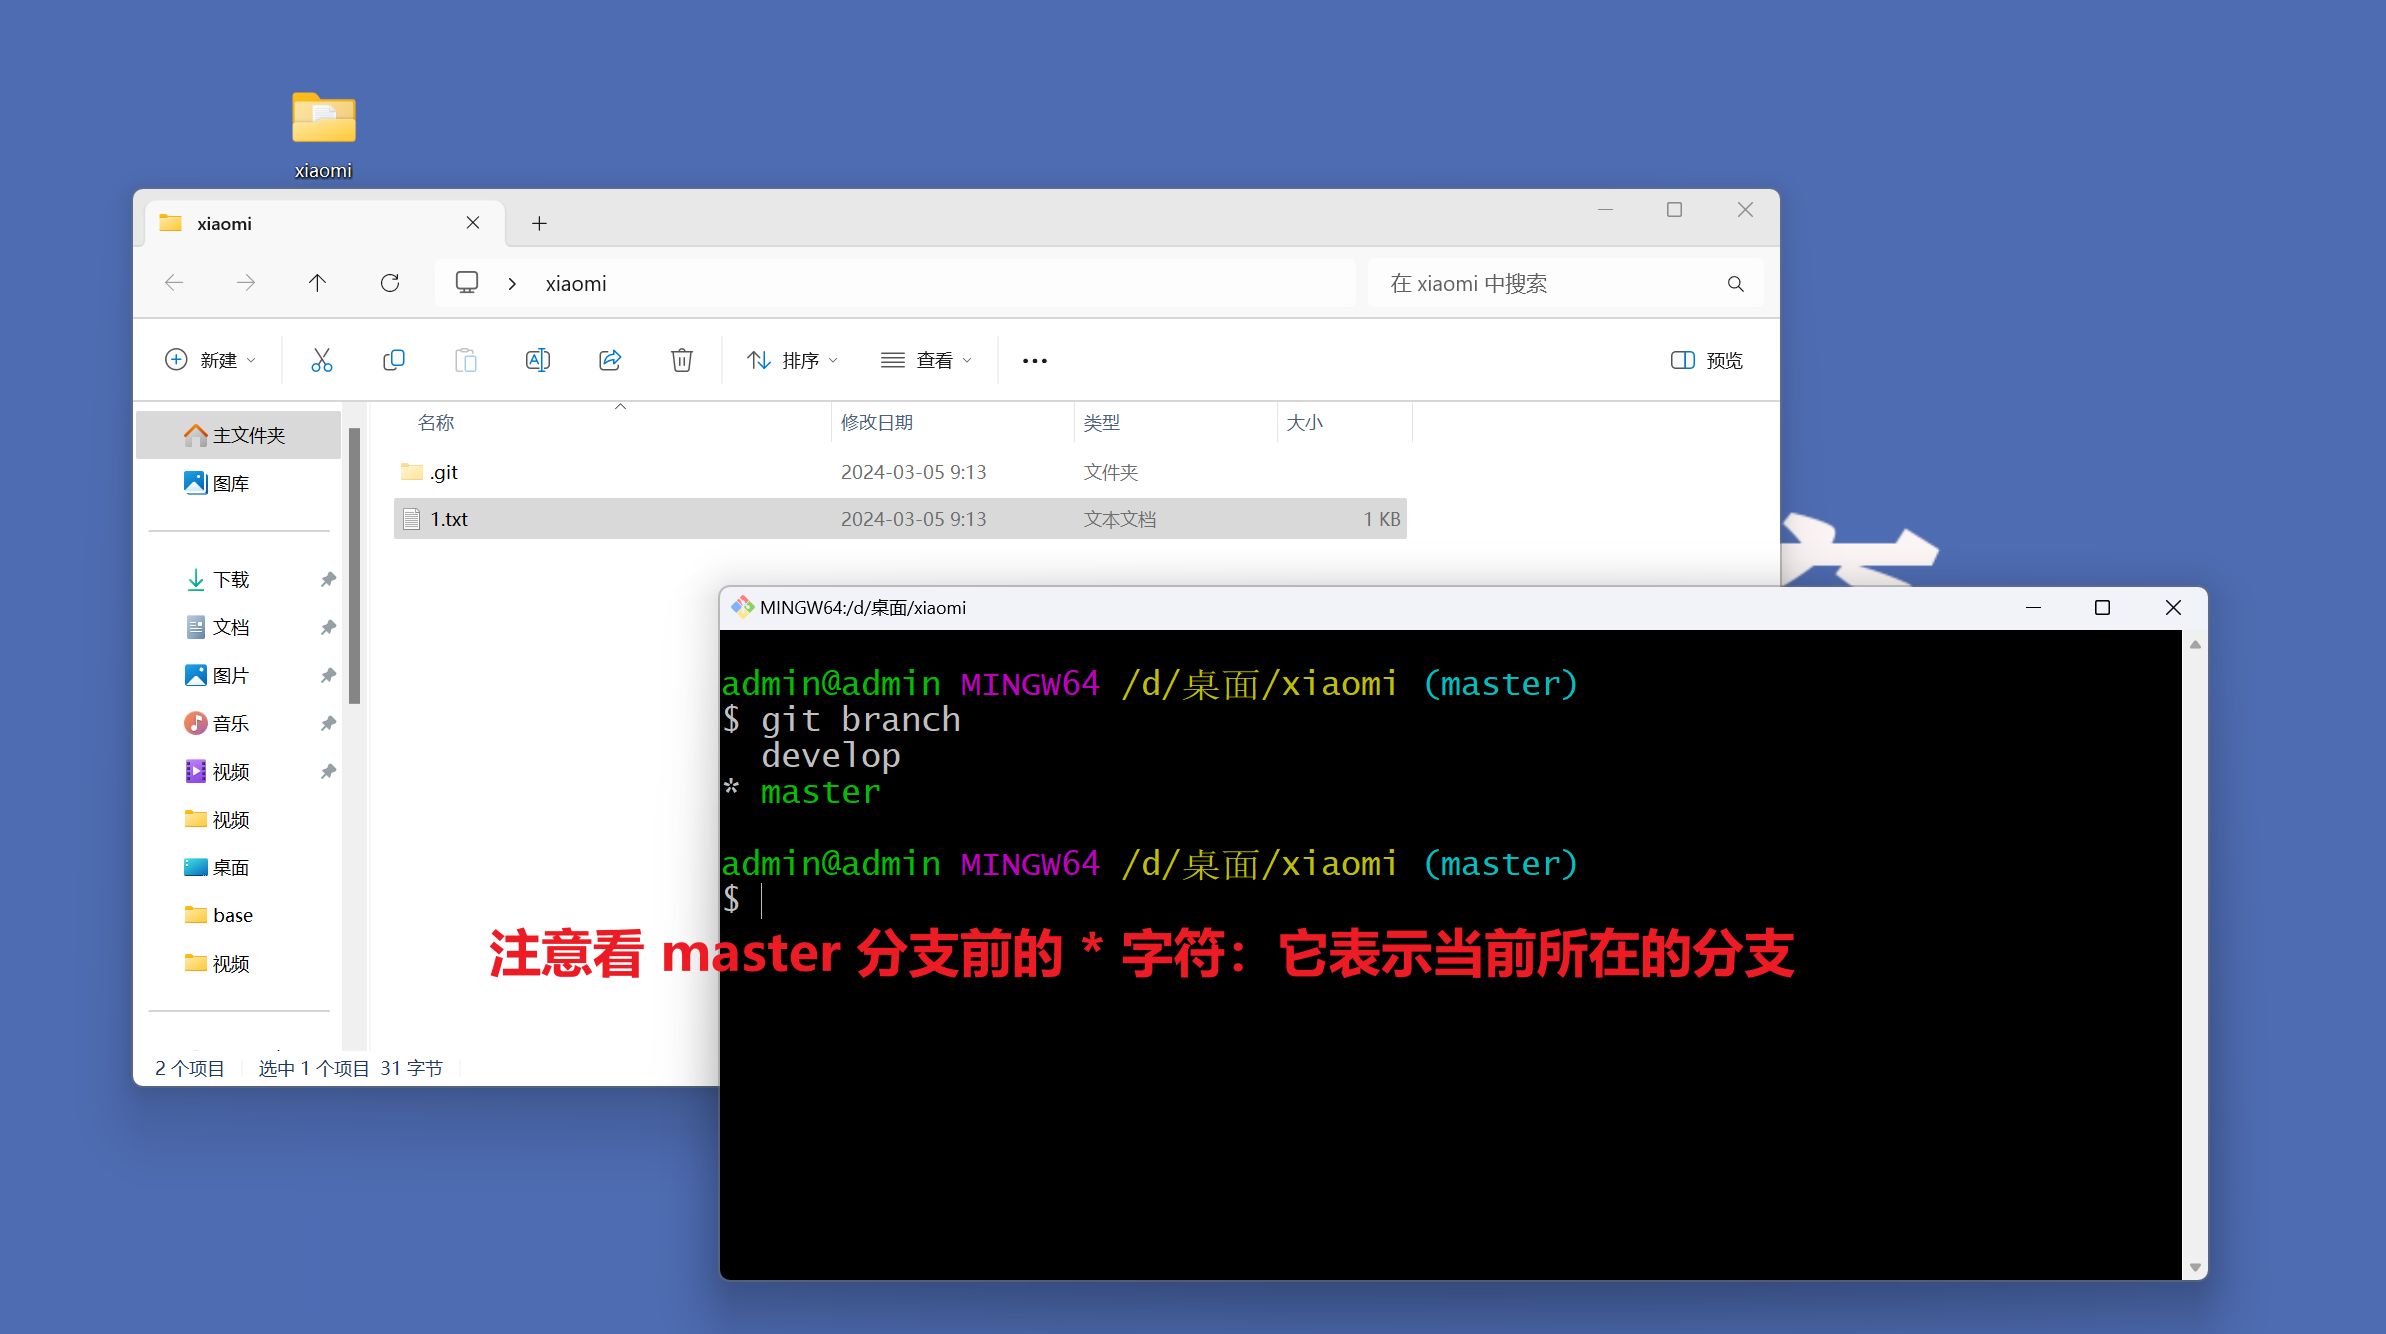 xiaomi
xiaomi
xiaomi
在 xiaomi 中搜索
新建
排序
查看
预览
主文件夹
图库
下载
文档
图片
音乐
视频
视频
桌面
base
视频
名称 修改日期 类型 大小
.git 2024-03-05 9:13 文件夹
1.txt 2024-03-05 9:13 文本文档 1 KB
2 个项目 选中 1 个项目 31 字节
MINGW64:/d/桌面/xiaomi
admin@admin MINGW64 /d/桌面/xiaomi (master)
$ git branch
develop
* master
admin@admin MINGW64 /d/桌面/xiaomi (master)
$
注意看 master 分支前的 * 字符：它表示当前所在的分支